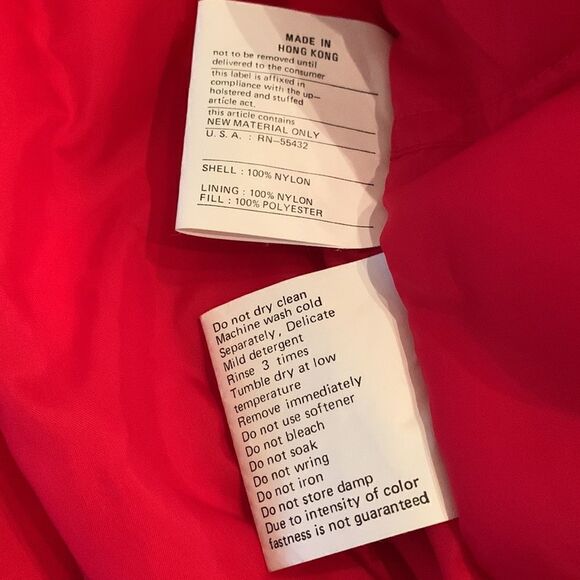 MADE IN
HONG KONG
not to be removed until
delivered to the consumer
this label is affixed in
compliance with the up—
holstered and stuffed
article act.
this article contains
NEW MATERIAL ONLY
U.S.A. : RN-55432
SHELL : 100% NYLON
LINING : 100% NYLON
FILL : 100% POLYESTER
Do not dry clean
Machine wash cold
Separately, Delicate
Mild detergent
Rinse 3 times
Tumble dry at low
temperature
Remove immediately
Do not use softener
Do not bleach
Do not soak
Do not wring
Do not iron
Do not store damp
Due to intensity of color
fastness is not guaranteed